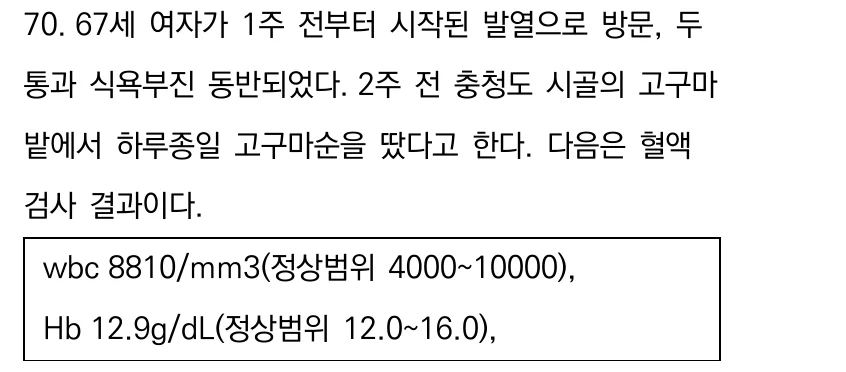 70. 67세 여자가 1주 전부터 시작된 발열으로 방문, 두
통과 식욕부진 동반되었다. 2주 전 충청도 시골의 고구마
밭에서 하루종일 고구마순을 땄다고 한다. 다음은 혈액
검사 결과이다.
wbc 8810/mm3(정상범위 4000~10000),
Hb 12.9g/dL(정상범위 12.0~16.0),